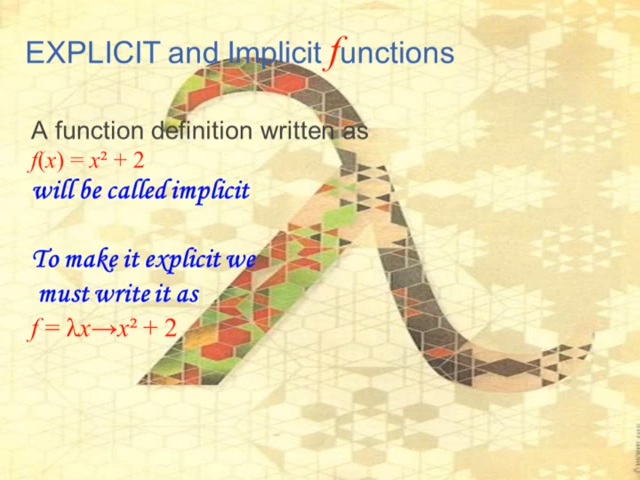 EXPLICIT and Implicit functions
A function definition written as
f(x) = x² + 2
will be called implicit
To make it explicit we
must write it as
f = λx→x² + 2